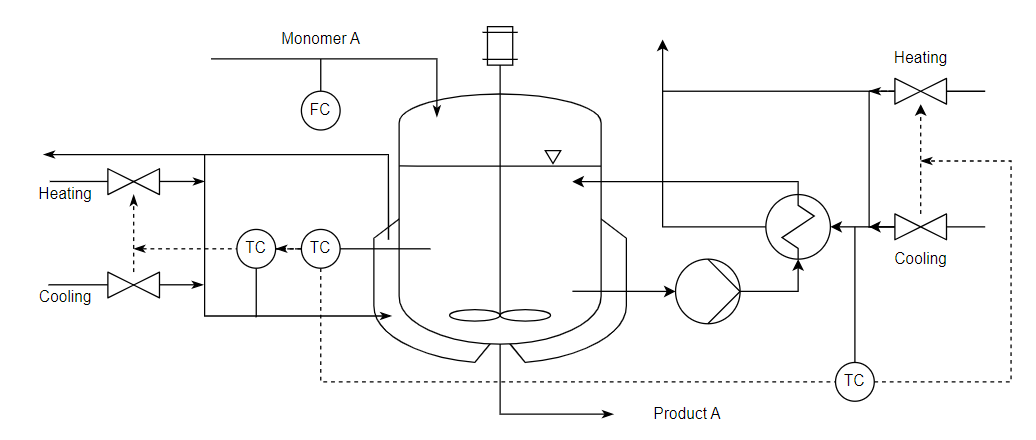 Monomer A
Heating
FC
Heating
TC
TC
Cooling
Cooling
TC
Product A